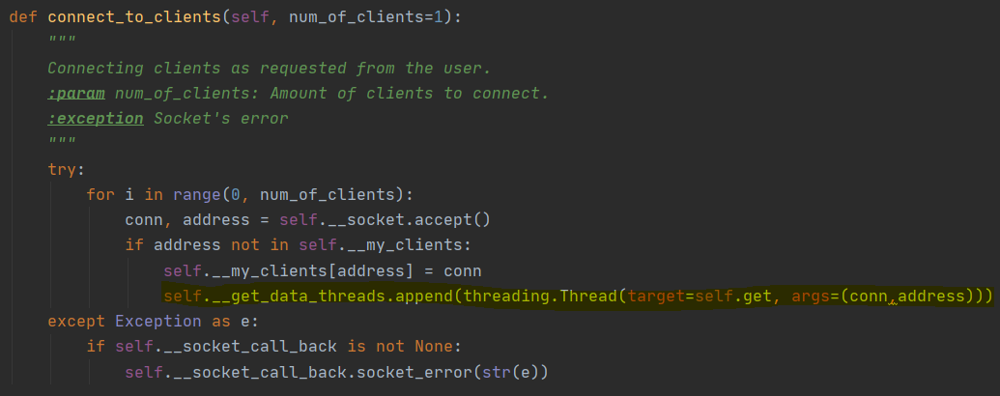 def connect_to_clients(self, num_of_clients=1):
"""
Connecting clients as requested from the user.
:param num_of_clients: Amount of clients to connect.
:exception Socket's error
"""
try:
for i in range(0, num_of_clients):
conn, address = self.__socket.accept()
if address not in self.__my_clients:
self.__my_clients[address] = conn
self.__get_data_threads.append(threading.Thread(target=self.get, args=(conn,address)))
except Exception as e:
if self.__socket_call_back is not None:
self.__socket_call_back.socket_error(str(e))